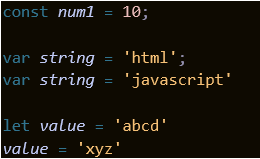 const num1 = 10;
var string = 'html';
var string = 'javascript'
let value = 'abcd'
value = 'xyz'